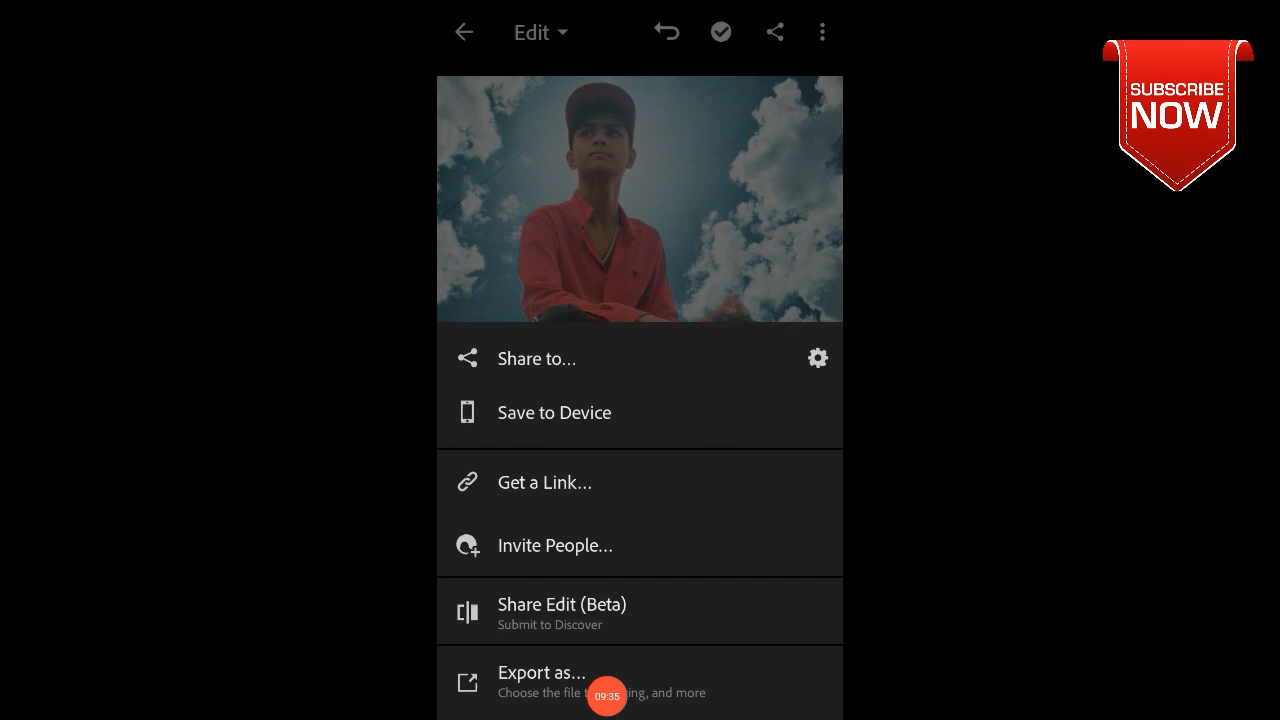 Edit
SUBSCRIBE
NOW
Share to...
Save to Device
Get a Link...
Invite People...
Share Edit (Beta)
Submit to Discover
Export as...
Choose the file ing, and more
09:35